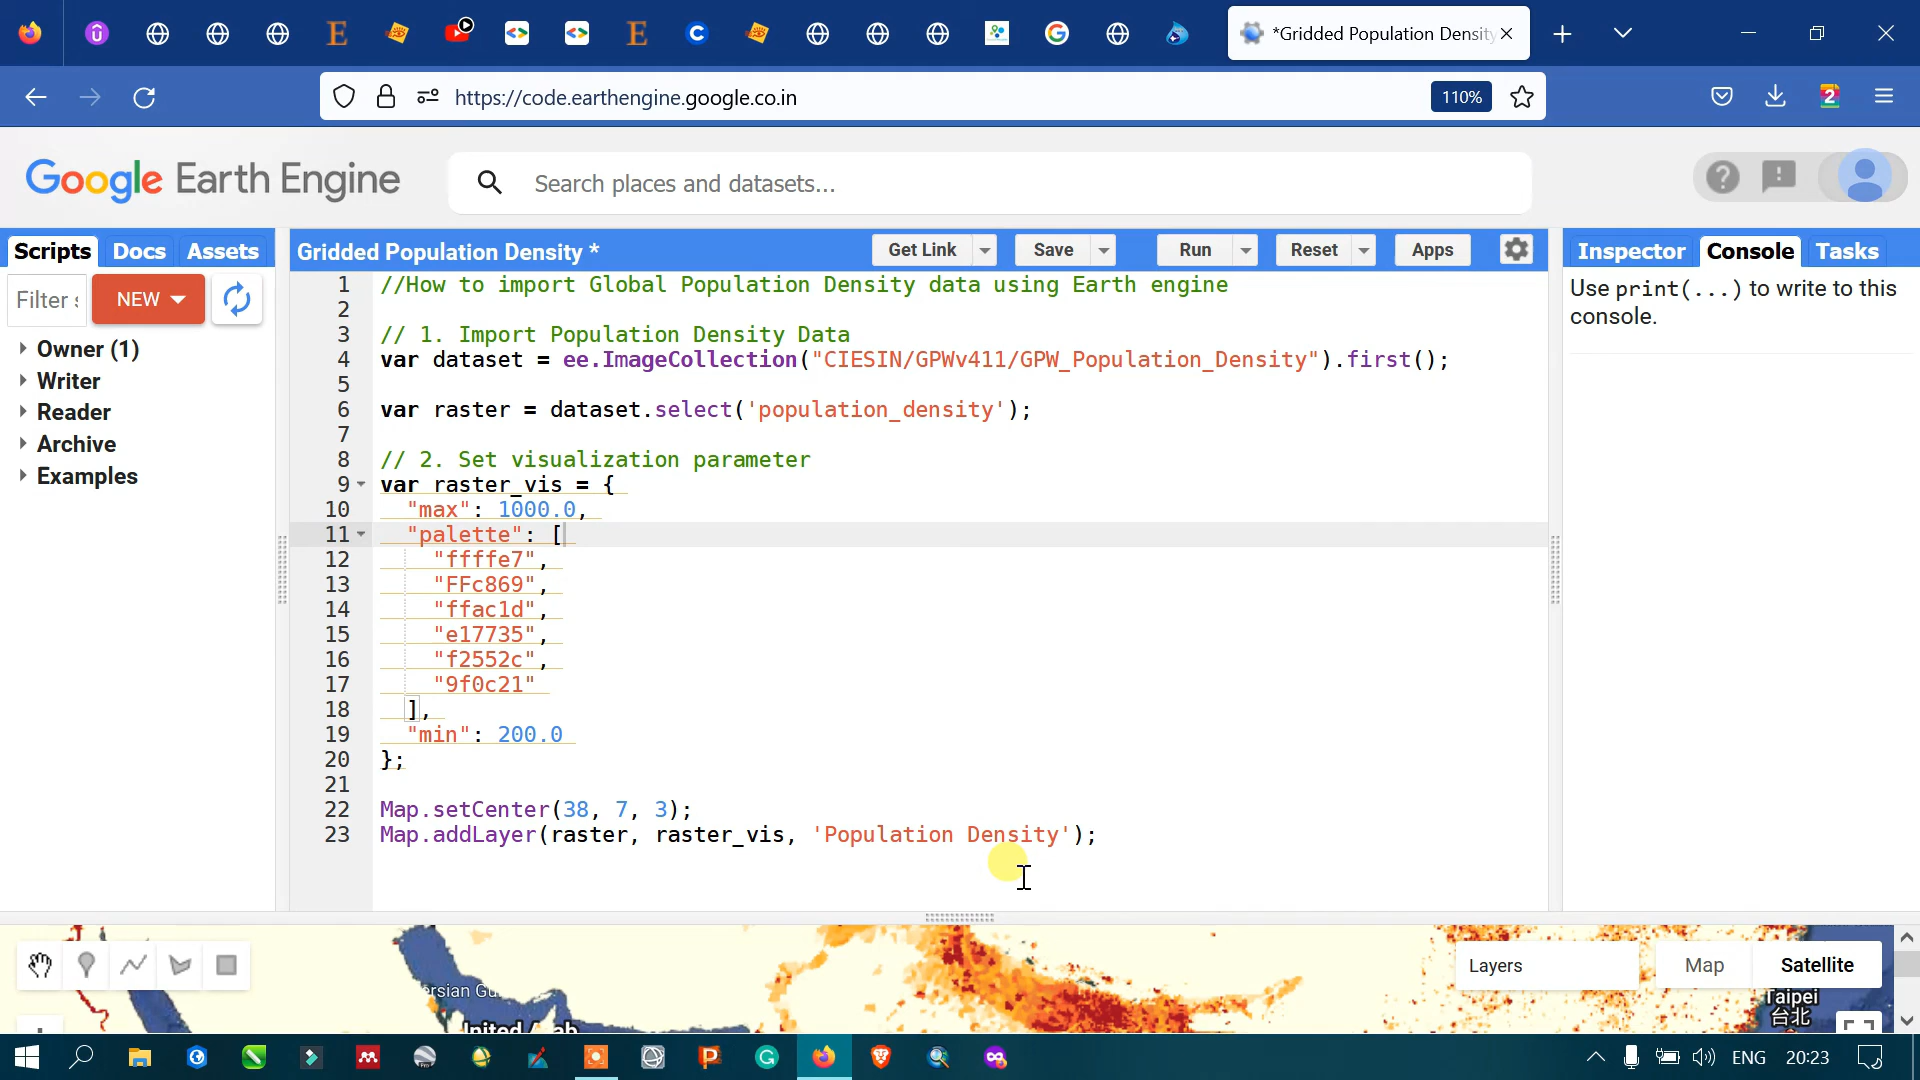 *Gridded Population Density
https://code.earthengine.google.co.in
110%
2
Google Earth Engine
Search places and datasets...
Scripts Docs Assets
Gridded Population Density *
Get Link Save Run Reset Apps
Inspector Console Tasks
Filter s
NEW
Owner (1)
Writer
Reader
Archive
Examples
1 //How to import Global Population Density data using Earth engine
2
3 // 1. Import Population Density Data
4 var dataset = ee.ImageCollection("CIESIN/GPWv411/GPW_Population_Density").first();
5
6 var raster = dataset.select('population_density');
7
8 // 2. Set visualization parameter
9 var raster_vis = {
10 "max": 1000.0,
11 "palette": [
12 "ffffe7",
13 "FFc869",
14 "ffac1d",
15 "e17735",
16 "f2552c",
17 "9f0c21"
18 ],
19 "min": 200.0
20 };
21
22 Map.setCenter(38, 7, 3);
23 Map.addLayer(raster, raster_vis, 'Population Density');
Use print(...) to write to this
console.
Layers
Map Satellite
ersian Gu
United Arab
Taipei
台北
ENG 20:23